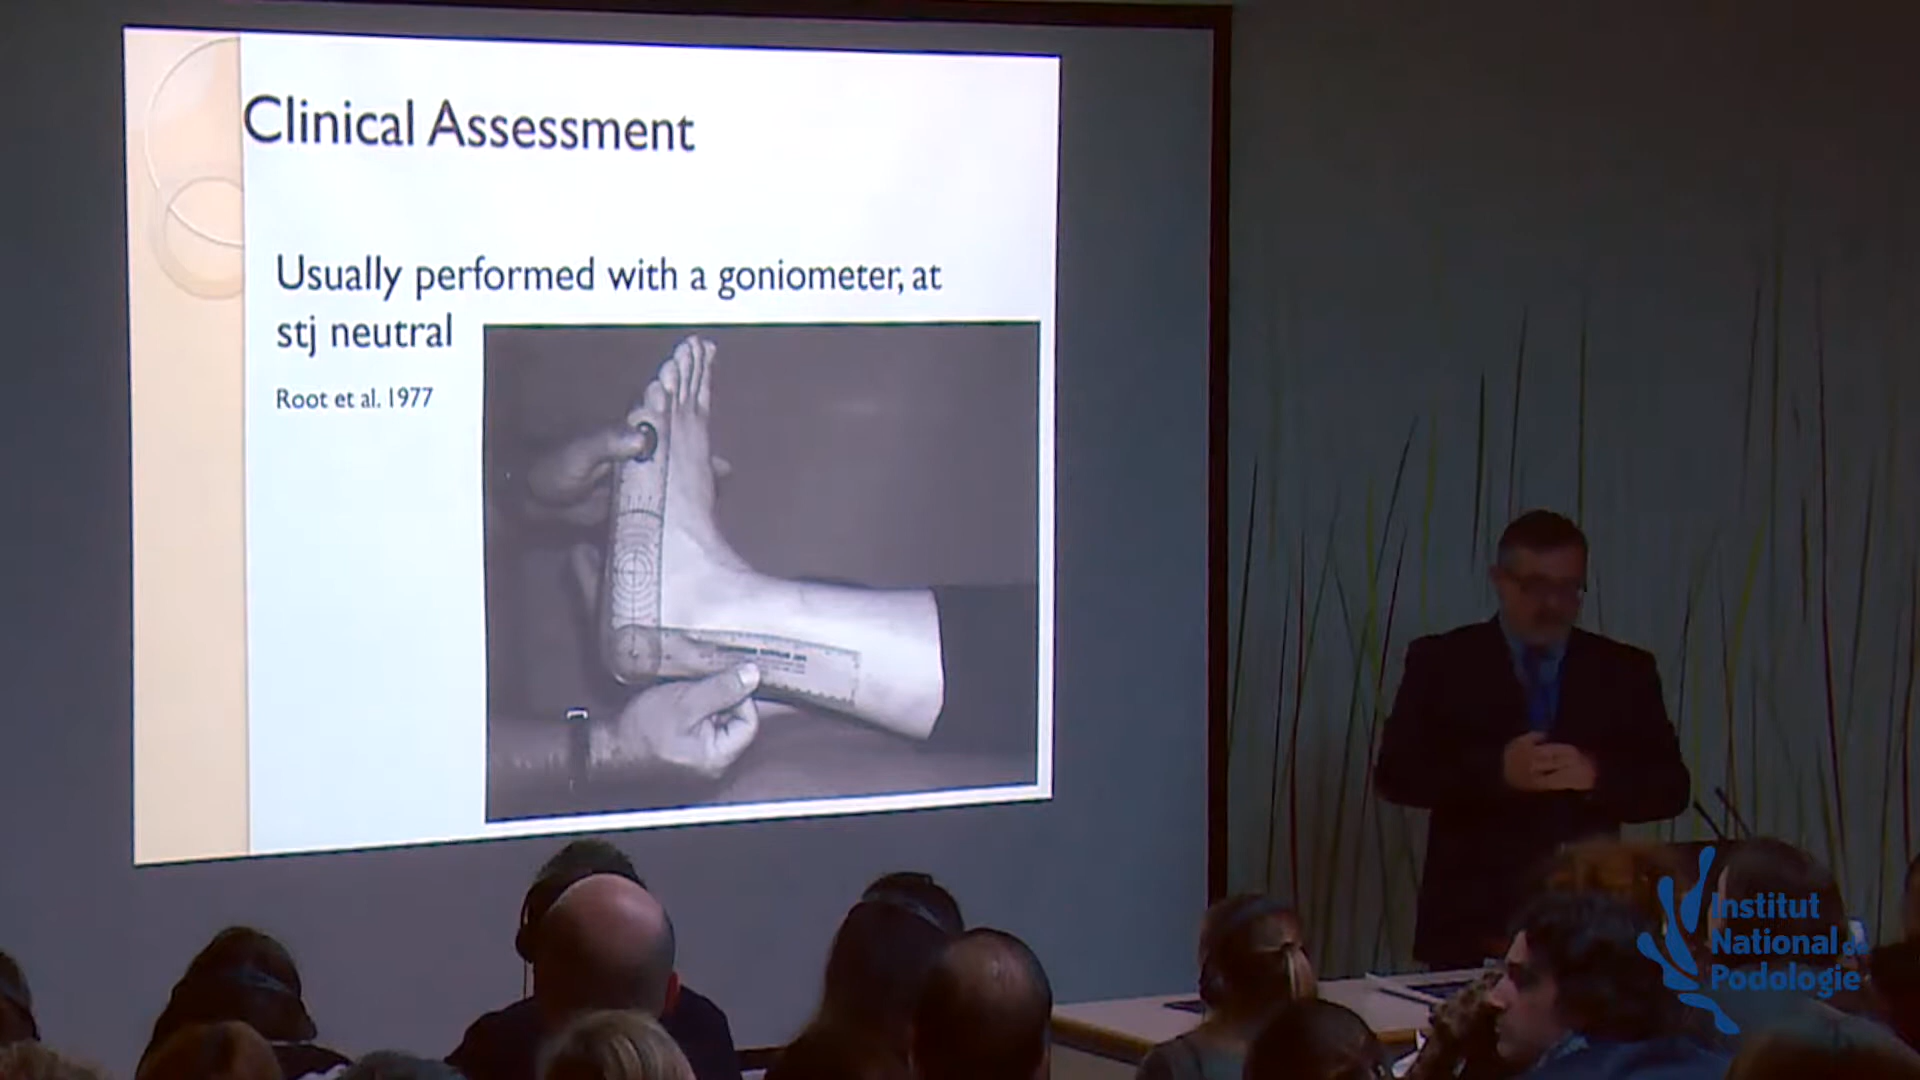 Clinical Assessment
Usually performed with a goniometer, at
stj neutral
Root et al. 1977
Institut
National de
Podologie